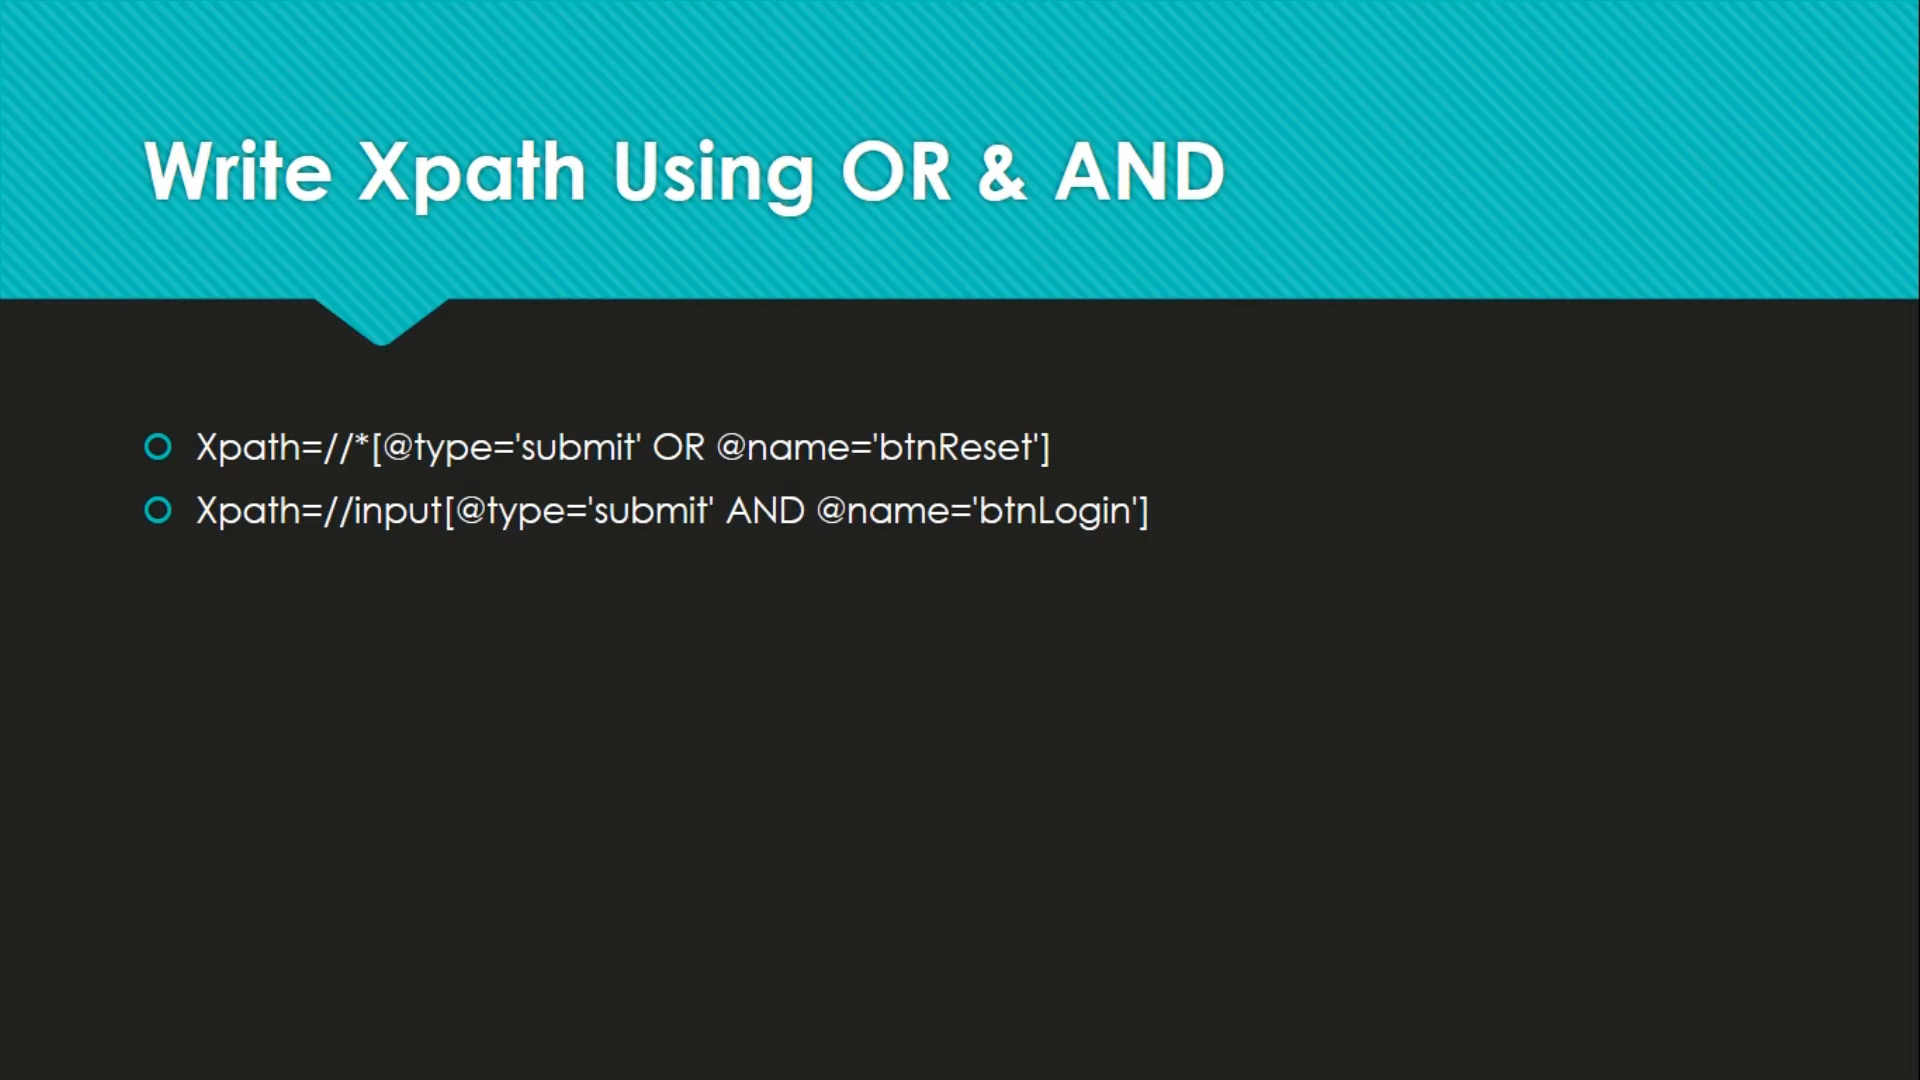 Write Xpath Using OR & AND
Xpath=//*[@type='submit' OR @name='btnReset']
Xpath=//input[@type='submit' AND @name='btnLogin']